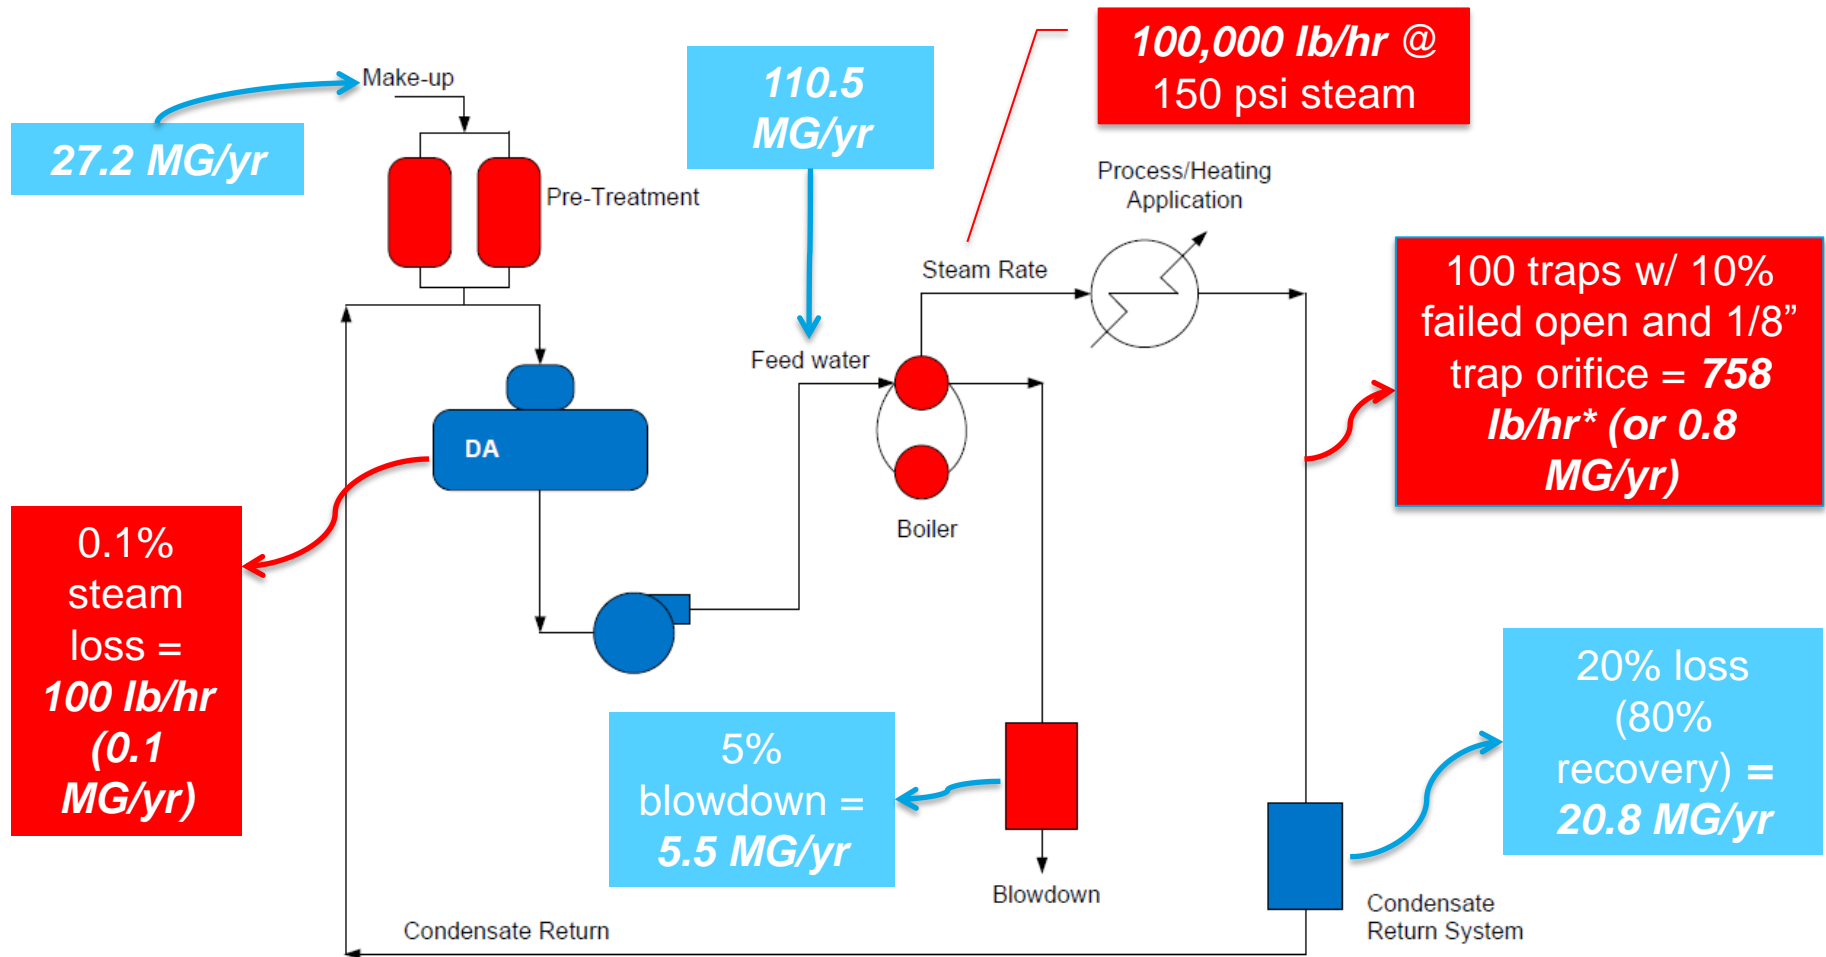 Make-up
27.2 MG/yr
110.5
MG/yr
100,000 lb/hr @
150 psi steam
Pre-Treatment
Process/Heating
Application
Steam Rate
100 traps w/ 10%
failed open and 1/8”
trap orifice = 758
lb/hr* (or 0.8
MG/yr)
Feed water
DA
Boiler
0.1%
steam
loss =
100 lb/hr
(0.1
MG/yr)
5%
blowdown =
5.5 MG/yr
20% loss
(80%
recovery) =
20.8 MG/yr
Blowdown
Condensate
Return System
Condensate Return